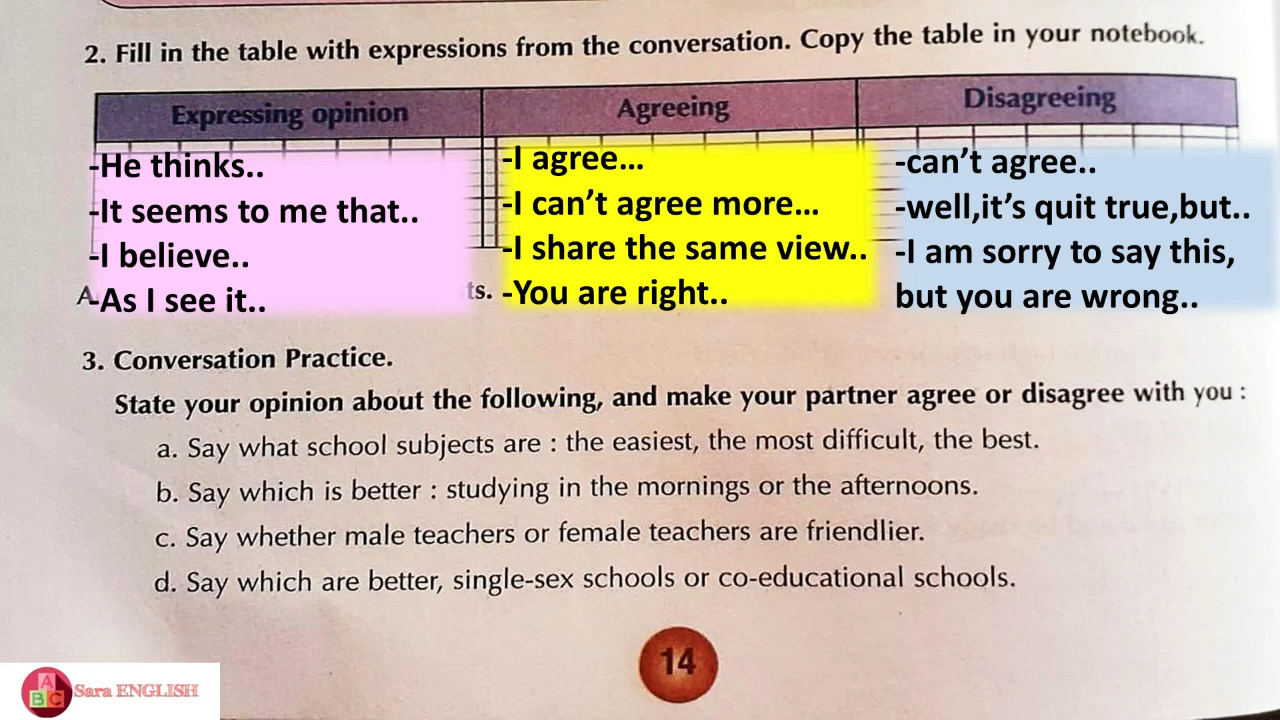 2. Fill in the table with expressions from the conversation. Copy the table in your notebook.
Expressing opinion
Agreeing
Disagreeing
-He thinks..
-It seems to me that..
-I believe..
-As I see it..
-I agree…
-I can’t agree more…
-I share the same view..
-You are right..
-can’t agree..
-well,it’s quit true,but..
-I am sorry to say this,
but you are wrong..
ts.
3. Conversation Practice.
State your opinion about the following, and make your partner agree or disagree with you :
a. Say what school subjects are : the easiest, the most difficult, the best.
b. Say which is better : studying in the mornings or the afternoons.
c. Say whether male teachers or female teachers are friendlier.
d. Say which are better, single-sex schools or co-educational schools.
14
A
B C
Sara ENGLISH